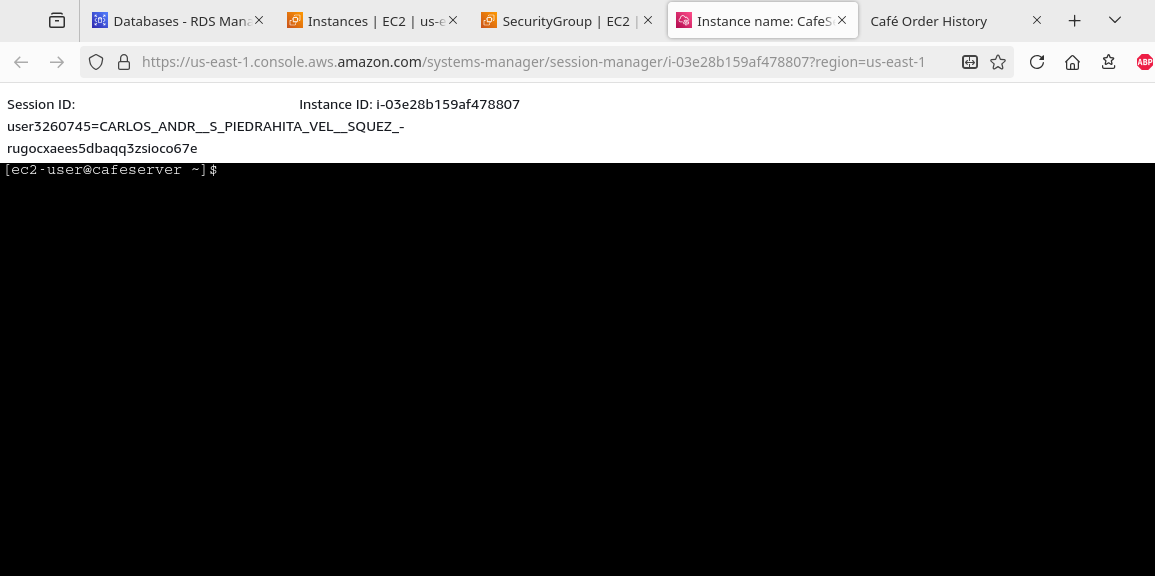 Databases - RDS Mana
Instances | EC2 | us-e
SecurityGroup | EC2 |
Instance name: CafeS
Café Order History
https://us-east-1.console.aws.amazon.com/systems-manager/session-manager/i-03e28b159af478807?region=us-east-1
ABP
Session ID:
user3260745=CARLOS_ANDR__S_PIEDRAHITA_VEL__SQUEZ_-
rugocxaees5dbaqq3zsioco67e
Instance ID: i-03e28b159af478807
[ec2-user@cafeserver ~]$